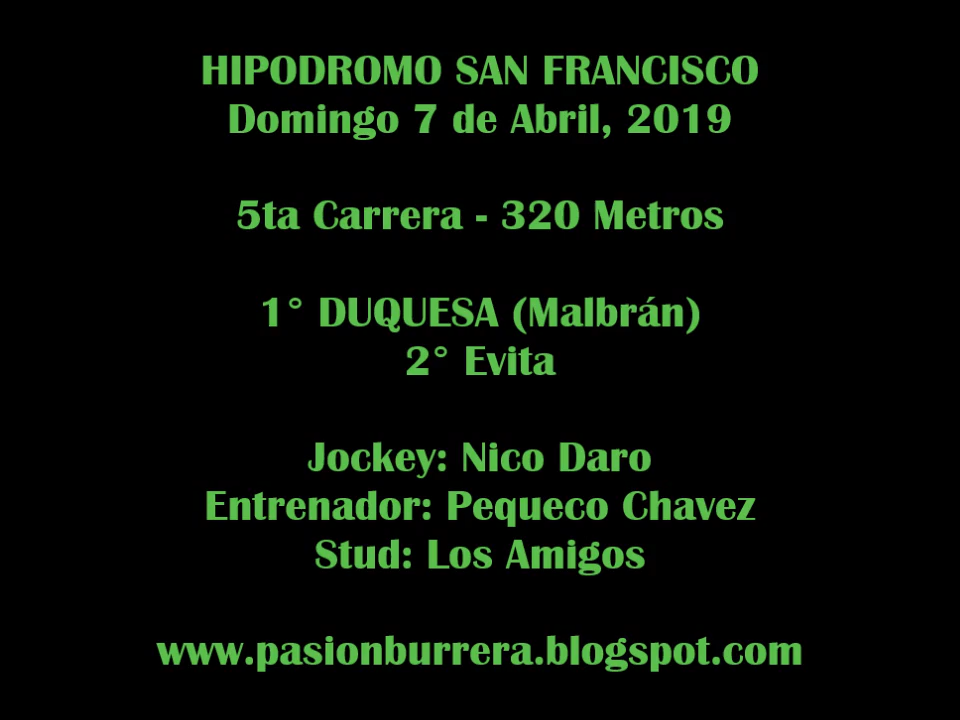 HIPODROMO SAN FRANCISCO
Domingo 7 de Abril, 2019
5ta Carrera - 320 Metros
1° DUQUESA (Malbrán)
2° Evita
Jockey: Nico Daro
Entrenador: Pequeco Chavez
Stud: Los Amigos
www.pasionburrera.blogspot.com